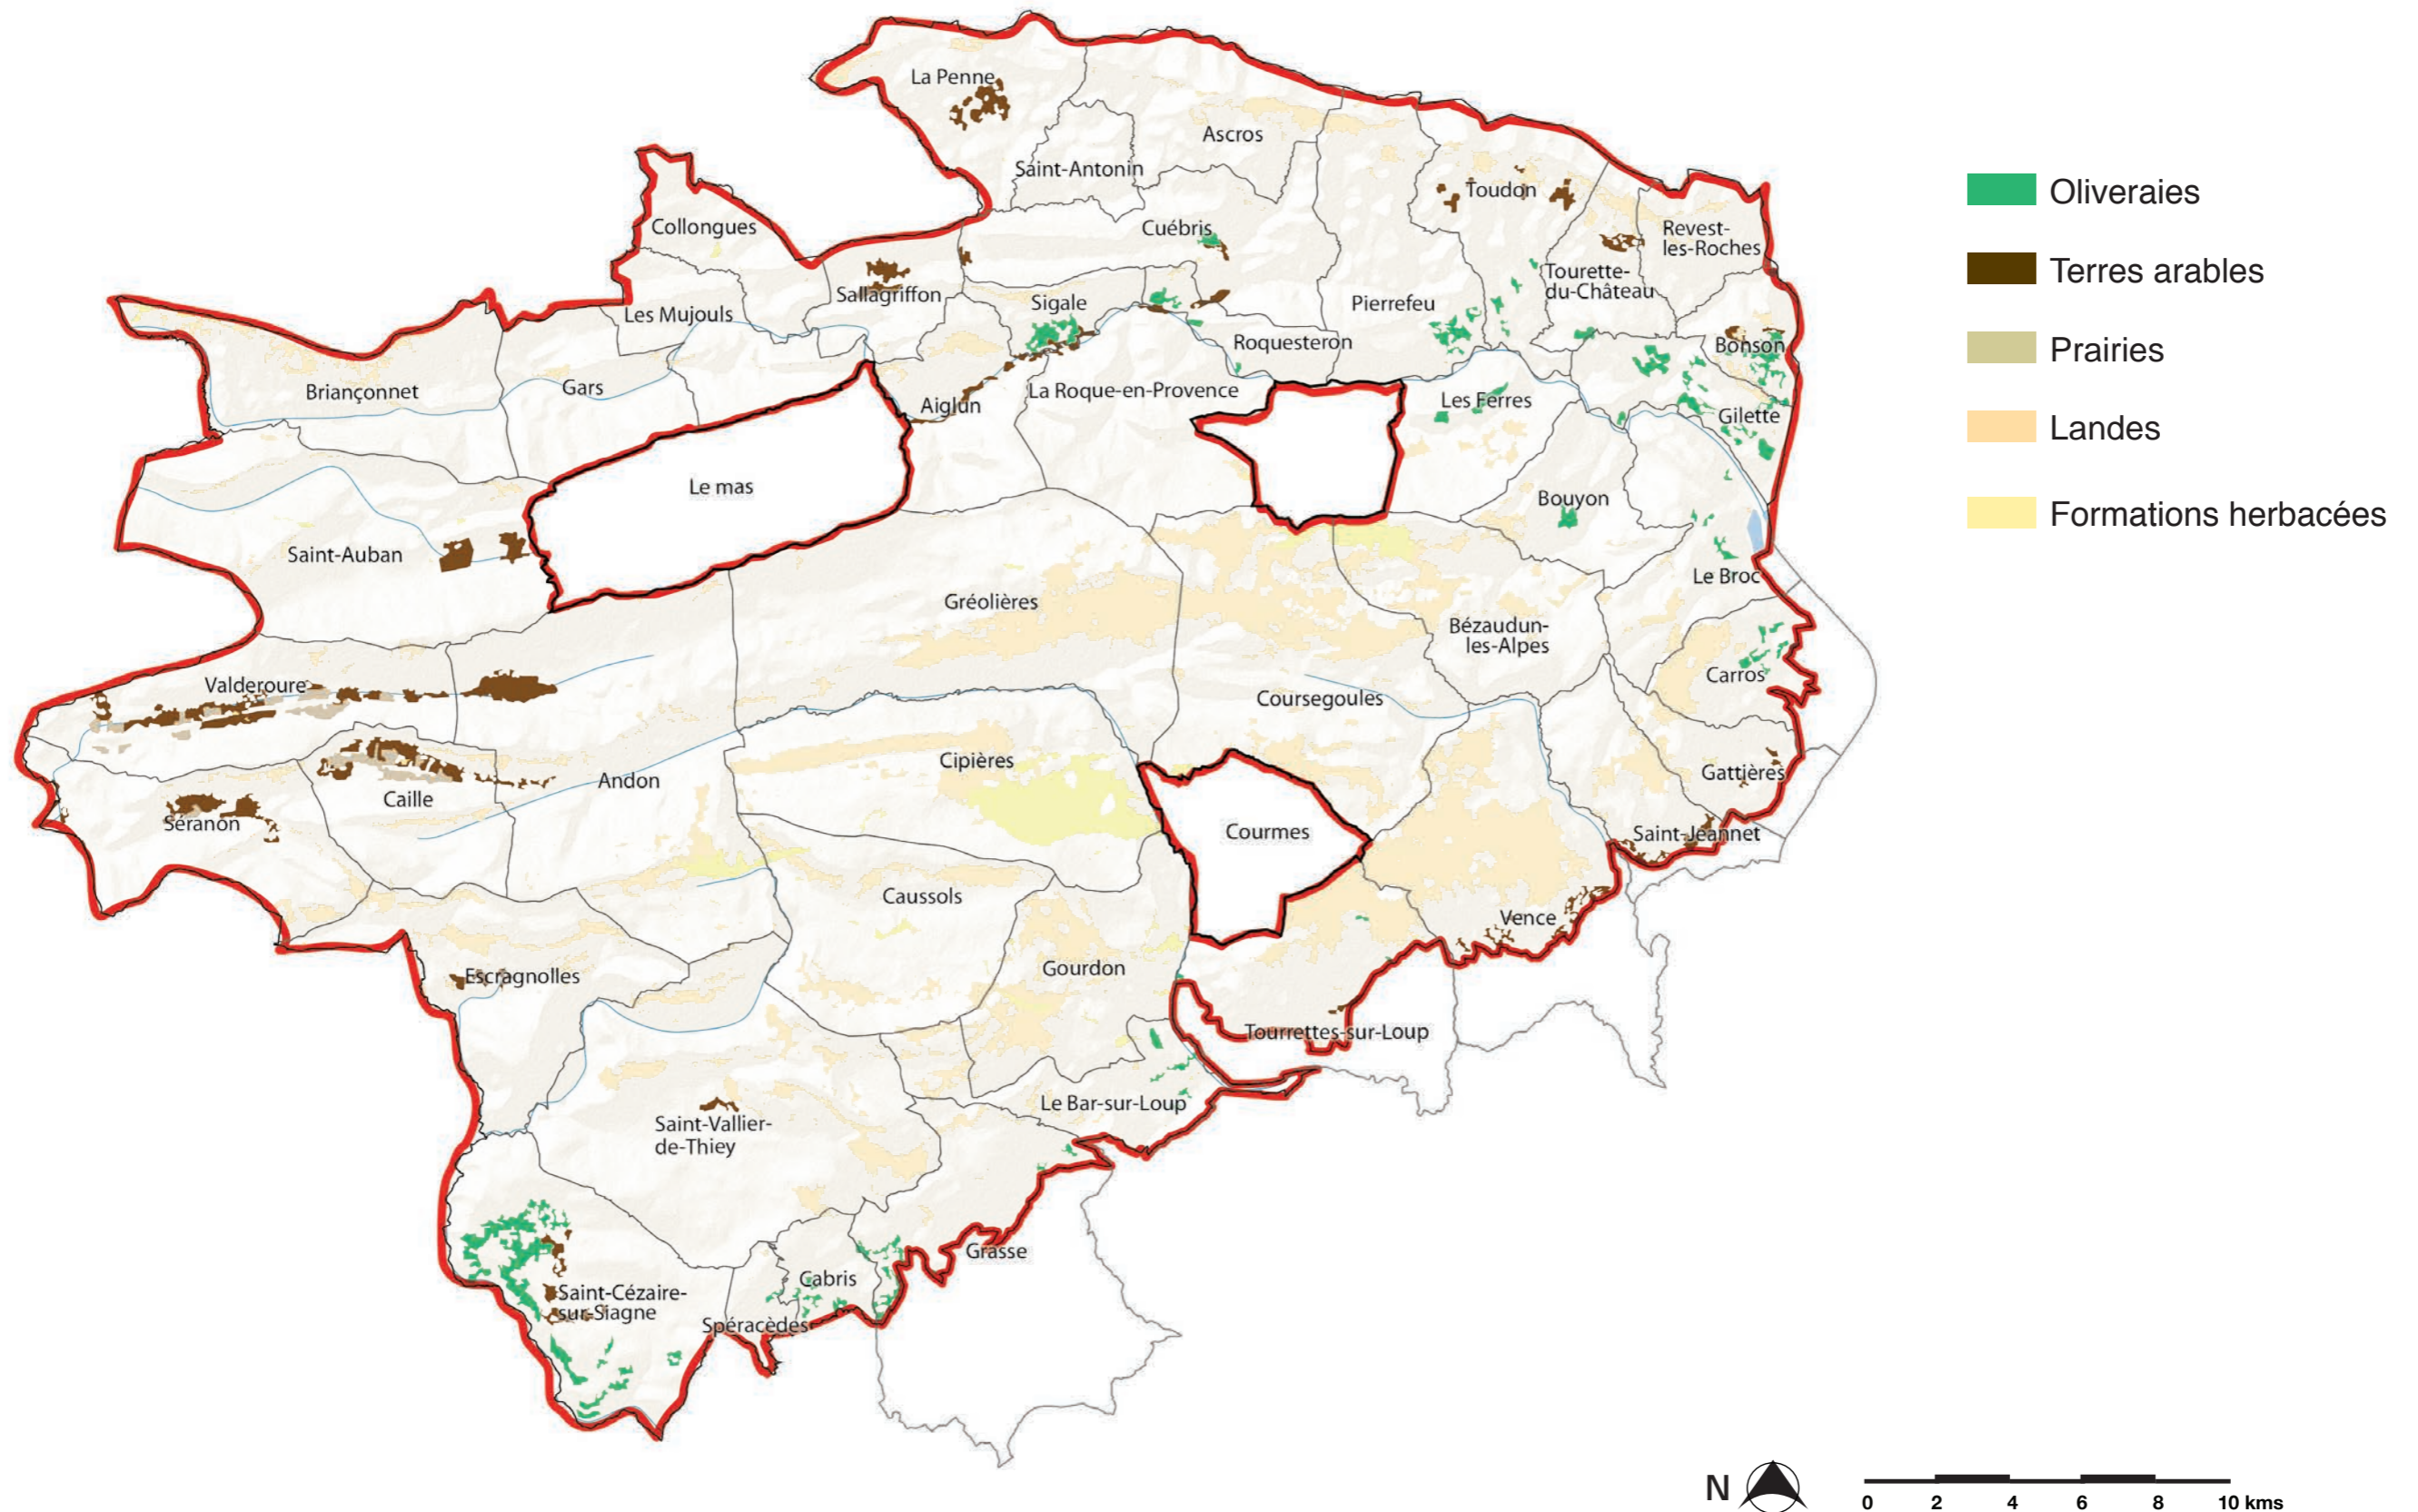 La Penne
Ascros
Saint-Antonin
Toudon
Collongues
Cuébris
Revest-
les-Roches
Tourette-
du-Château
Sallagriffon
Sigale
Pierrefeu
Les Mujouls
Roquesteron
Bonson
Briançonnet
Gars
Aiglun
La Roque-en-Provence
Les Ferres
Gilette
Le mas
Bouyon
Saint-Auban
Le Broc
Gréolières
Bézaudun-
les-Alpes
Carros
Valderoure
Coursegoules
Cipières
Gattières
Andon
Caille
Séranon
Courmes
Saint-Jeannet
Caussols
Vence
Gourdon
Escragnolles
Tourrettes-sur-Loup
Le Bar-sur-Loup
Saint-Vallier-
de-Thiey
Grasse
Cabris
Saint-Cézaire-
sur-Siagne
Spéracèdes
Oliveraies
Terres arables
Prairies
Landes
Formations herbacées
N
0 2 4 6 8 10 kms